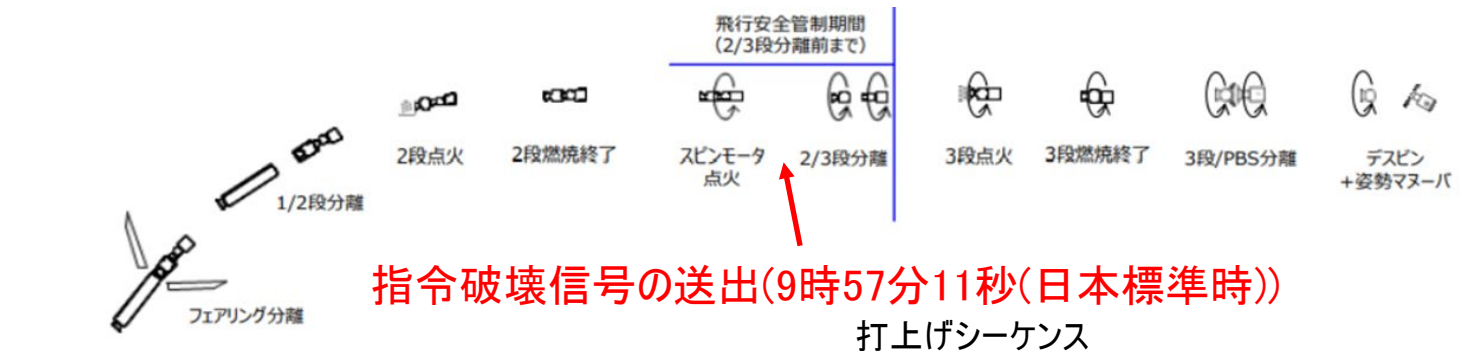 飛行安全管制期間
(2/3段分離前まで)
2段点火
2段燃焼終了
スピンモータ
点火
2/3段分離
3段点火
3段燃焼終了
3段/PBS分離
デスピン
+姿勢マヌーバ
1/2段分離
フェアリング分離
指令破壊信号の送出(9時57分11秒(日本標準時))
打上げシーケンス